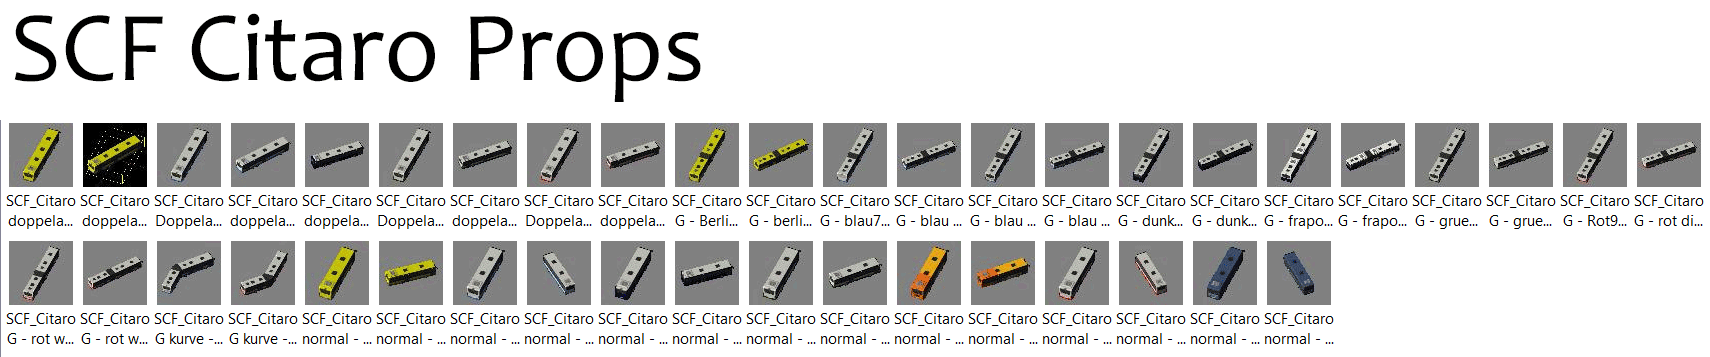 SCF Citaro Props
SCF_Citaro SCF_Citaro SCF_Citaro SCF_Citaro SCF_Citaro SCF_Citaro SCF_Citaro SCF_Citaro SCF_Citaro SCF_Citaro SCF_Citaro SCF_Citaro SCF_Citaro SCF_Citaro SCF_Citaro SCF_Citaro SCF_Citaro SCF_Citaro SCF_Citaro SCF_Citaro SCF_Citaro SCF_Citaro SCF_Citaro
doppela... doppela... Doppela... doppela... doppela... Doppela... doppela... Doppela... doppela... G - Berli... G - berli... G - blau7... G - blau ... G - blau ... G - blau ... G - dunk... G - dunk... G - frapo... G - frapo... G - grue... G - grue... G - Rot9... G - rot di...
SCF_Citaro SCF_Citaro SCF_Citaro SCF_Citaro SCF_Citaro SCF_Citaro SCF_Citaro SCF_Citaro SCF_Citaro SCF_Citaro SCF_Citaro SCF_Citaro SCF_Citaro SCF_Citaro SCF_Citaro SCF_Citaro SCF_Citaro SCF_Citaro
G - rot w... G - rot w... G kurve -... G kurve -... normal - ... normal - ... normal - ... normal - ... normal - ... normal - ... normal - ... normal - ... normal - ... normal - ... normal - ... normal - ... normal - ... normal - ...